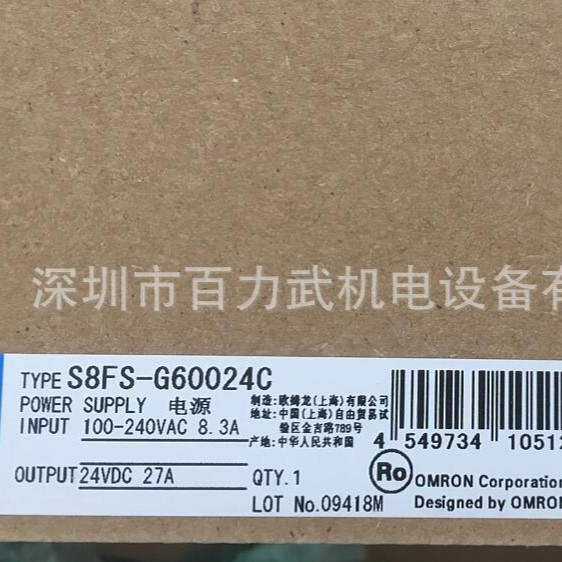 深圳市百力武机电设备有
TYPE S8FS-G60024C
POWER SUPPLY 电源
INPUT 100-240VAC 8.3A
OUTPUT 24VDC 27A
制造:欧姆龙(上海)有限公司
地址:中国(上海)自由贸易试
验区金吉路789号
产地:中华人民共和国
QTY.1
LOT No.09418M
4 549734 10512
Ro
OMRON Corporation
Designed by OMRON